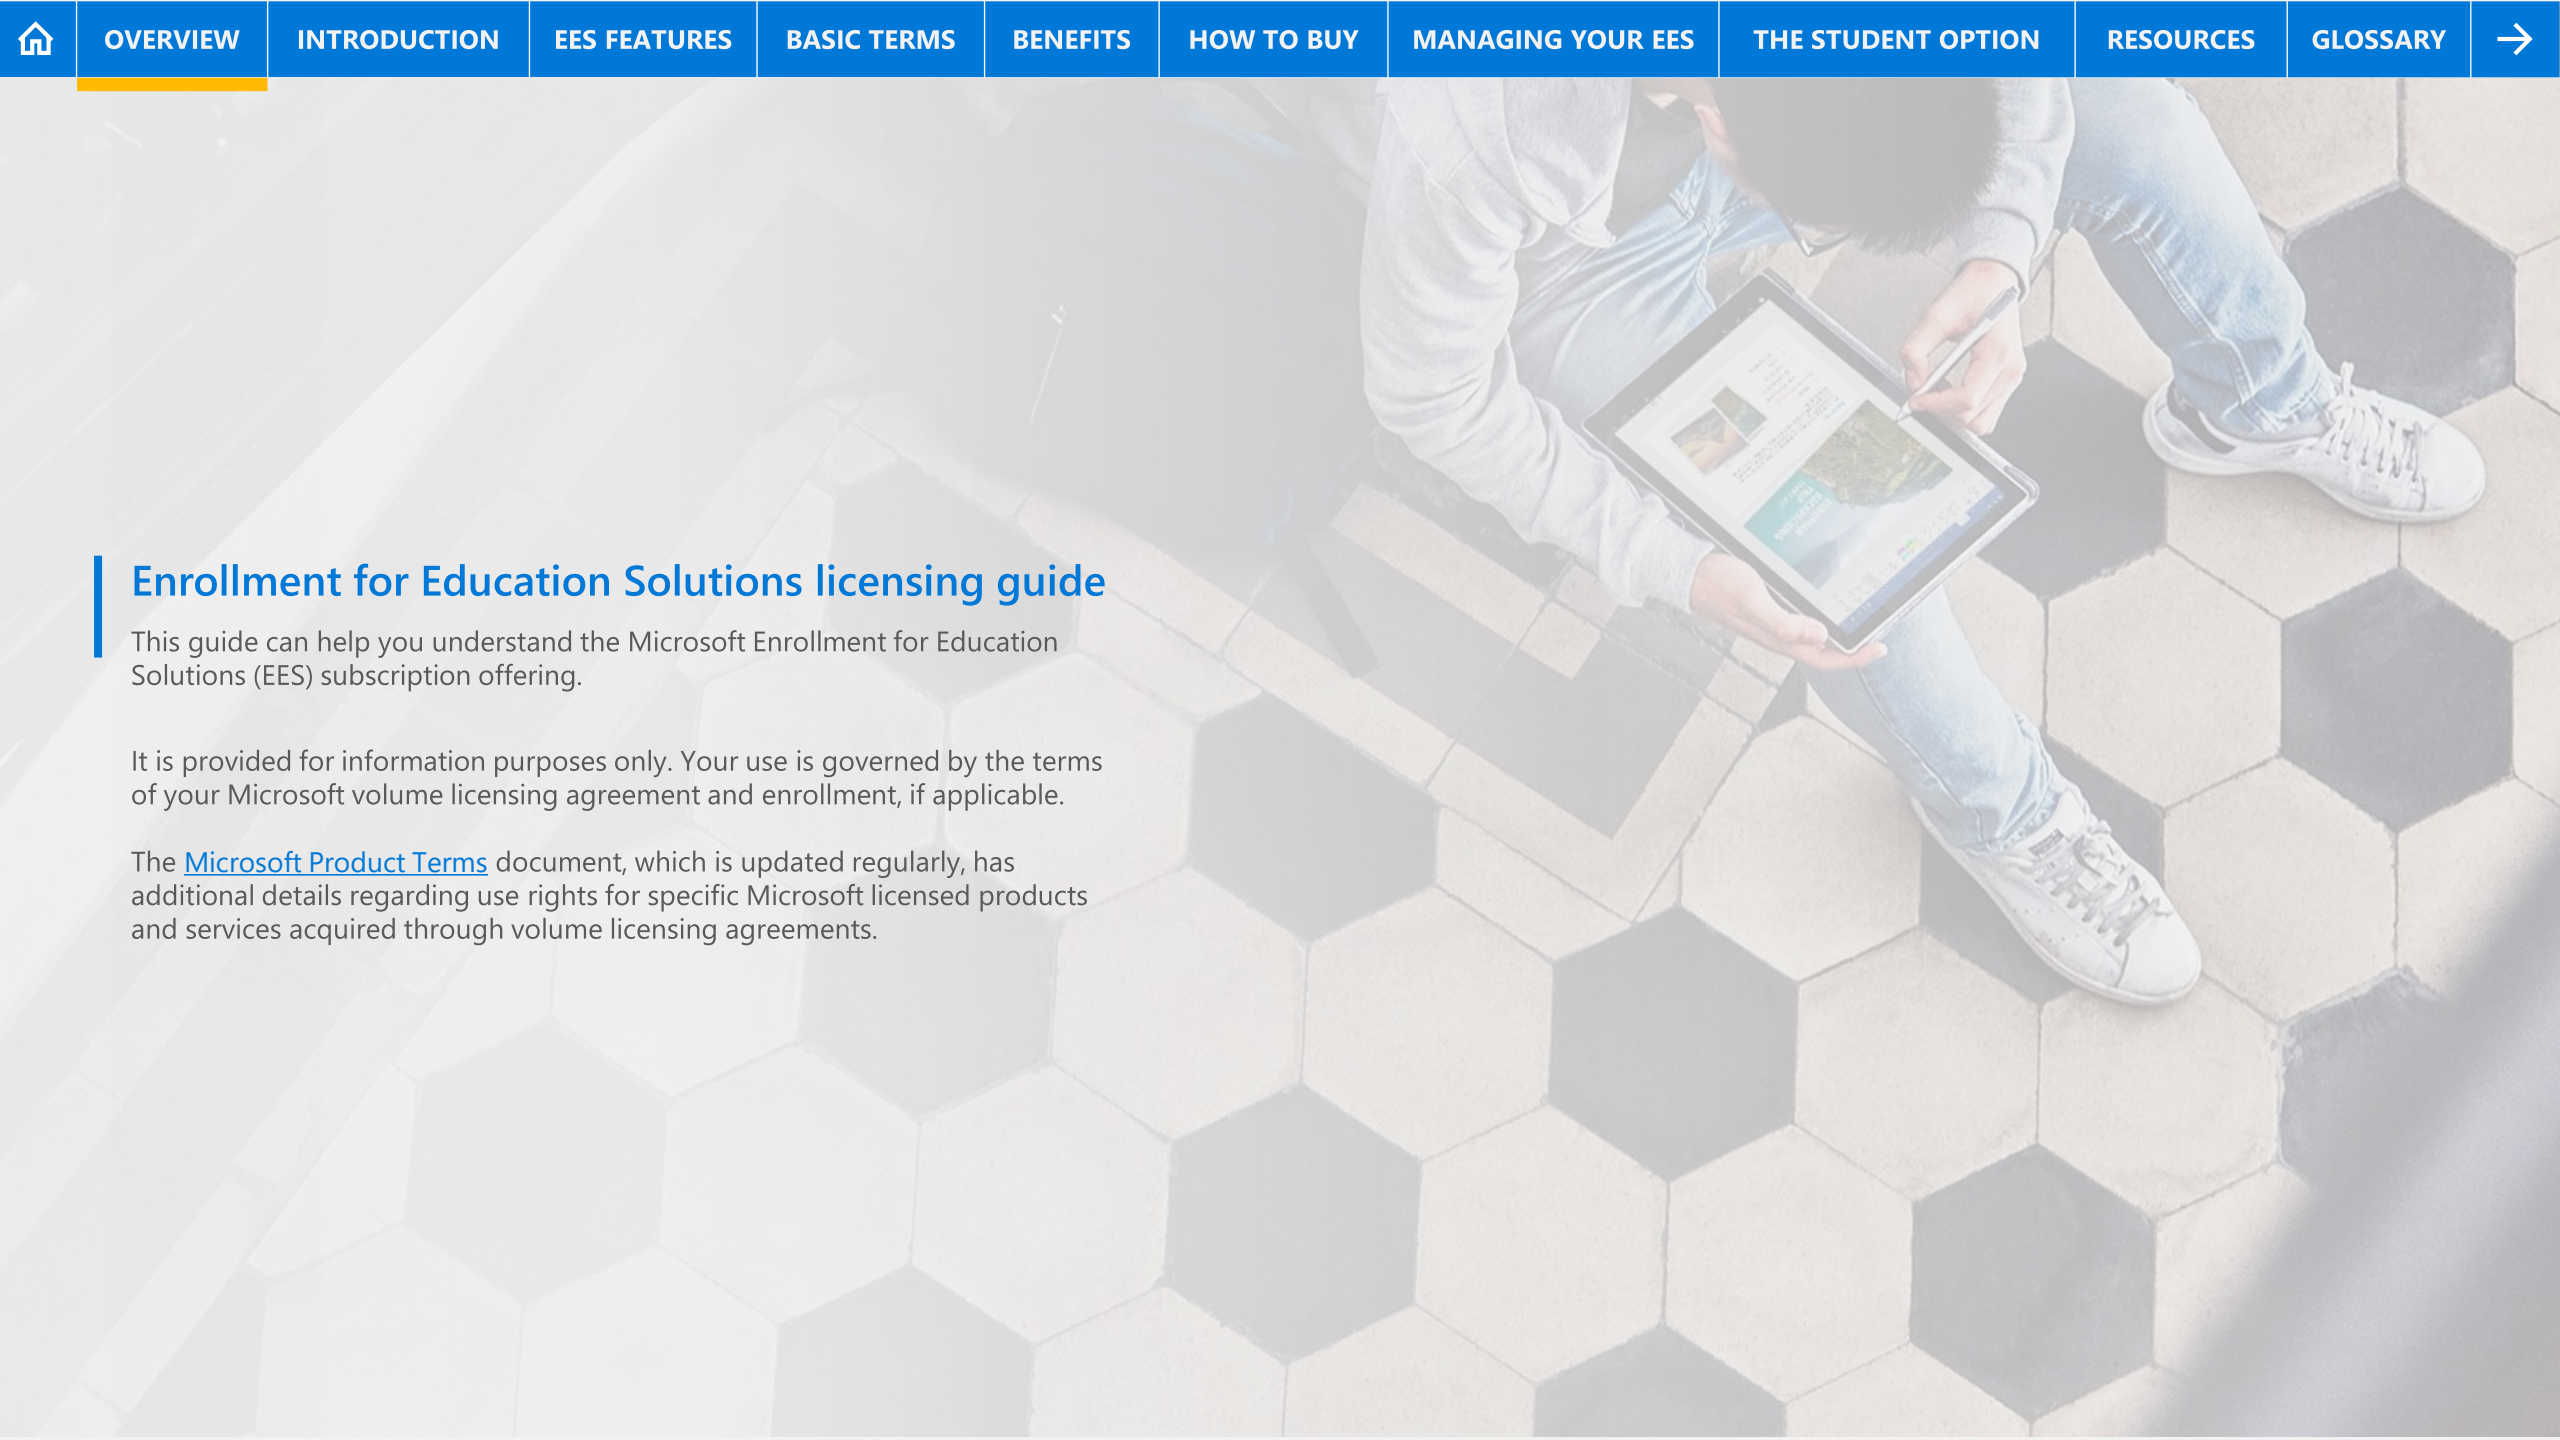 OVERVIEW
INTRODUCTION
EES FEATURES
BASIC TERMS
BENEFITS
HOW TO BUY
MANAGING YOUR EES
THE STUDENT OPTION
RESOURCES
GLOSSARY
Enrollment for Education Solutions licensing guide
This guide can help you understand the Microsoft Enrollment for Education
Solutions (EES) subscription offering.
It is provided for information purposes only. Your use is governed by the terms
of your Microsoft volume licensing agreement and enrollment, if applicable.
The Microsoft Product Terms document, which is updated regularly, has
additional details regarding use rights for specific Microsoft licensed products
and services acquired through volume licensing agreements.